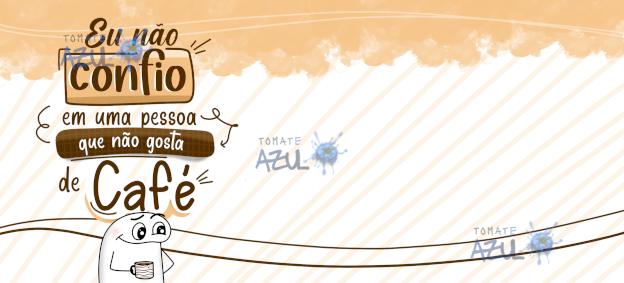 Eu não
TOMATE
AZUL
confio
em uma pessoa
que não gosta
de Café
TOMATE
AZUL
TOMATE
AZUL